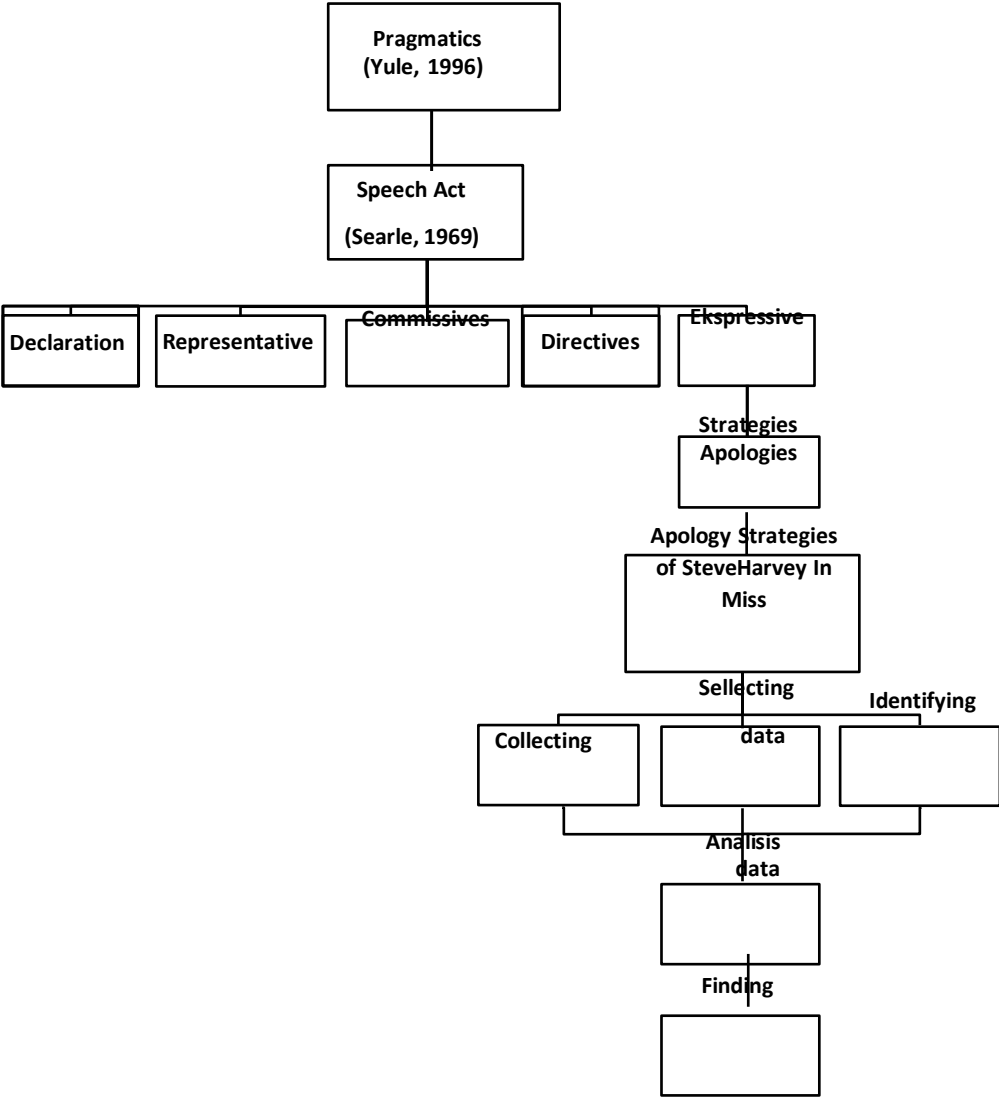 Pragmatics
(Yule, 1996)
Speech Act
(Searle, 1969)
Declaration
Representative
Commissives
Directives
Ekspressive
Strategies
Apologies
Apology Strategies
of SteveHarvey In
Miss
Collecting
Sellecting
data
Identifying
Analisis
data
Finding